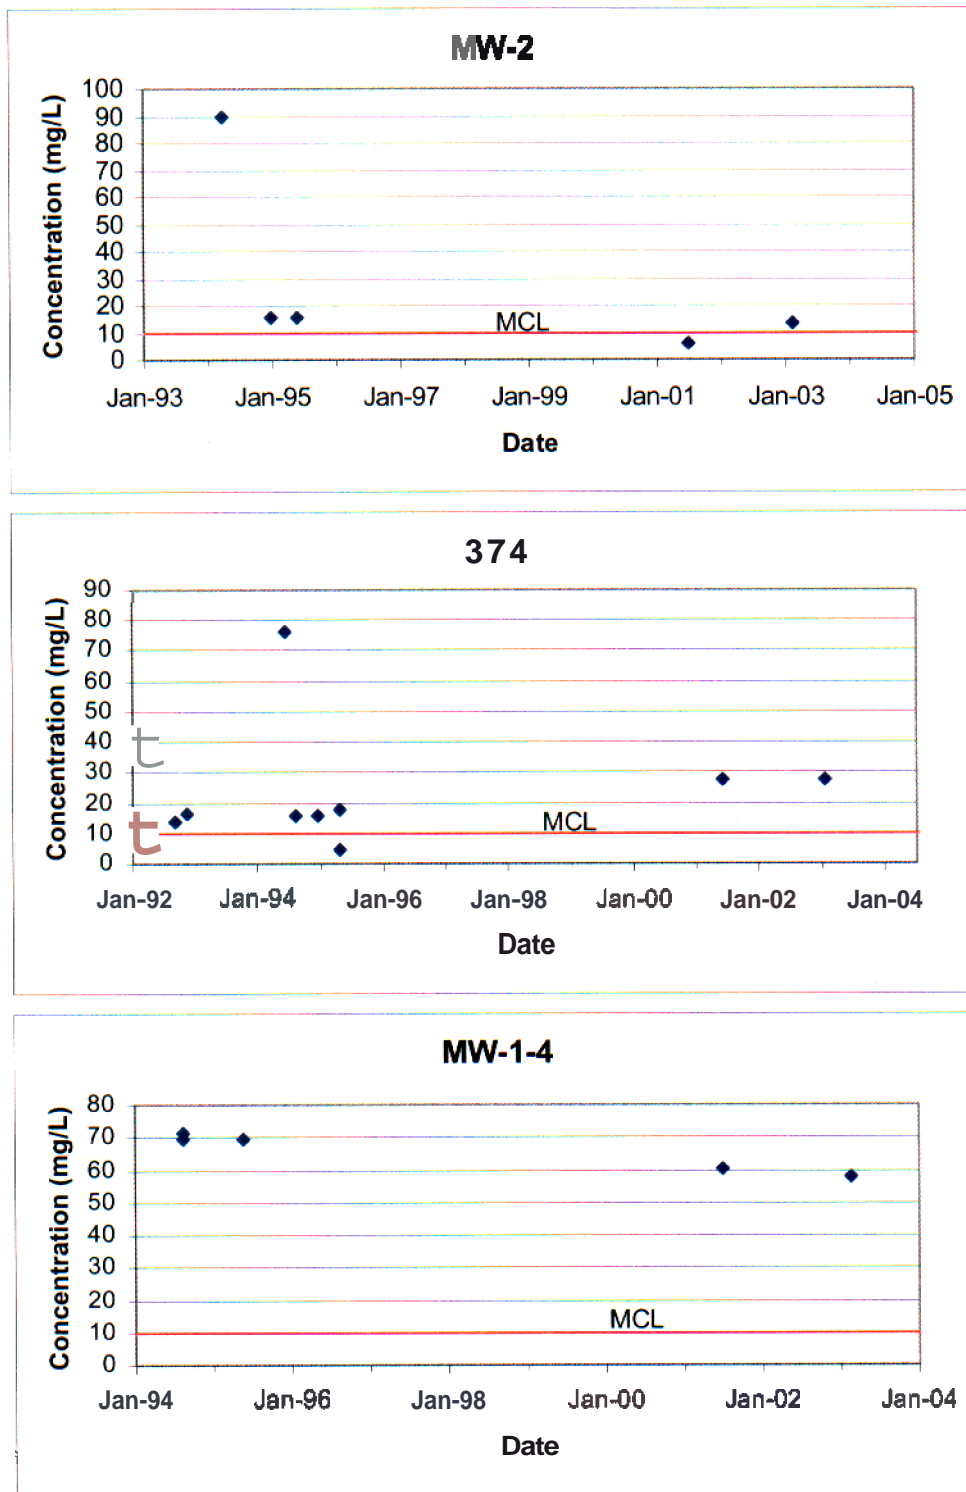 MW-2
Concentration (mg/L)
100
90
80
70
60
50
40
30
20
10
0
MCL
Jan-93 Jan-95 Jan-97 Jan-99 Jan-01 Jan-03 Jan-05
Date
374
Concentration (mg/L)
90
80
70
60
50
40
30
20
10
0
t
t
MCL
Jan-92 Jan-94 Jan-96 Jan-98 Jan-00 Jan-02 Jan-04
Date
MW-1-4
Concentration (mg/L)
80
70
60
50
40
30
20
10
0
MCL
Jan-94 Jan-96 Jan-98 Jan-00 Jan-02 Jan-04
Date